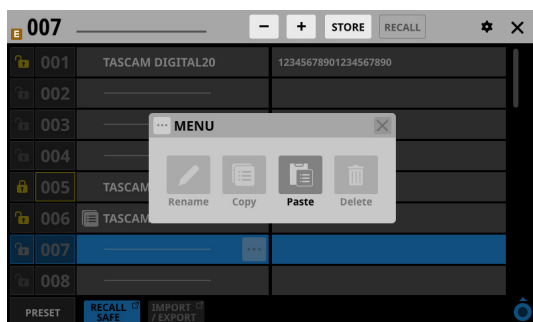 E 007
− + STORE RECALL
001 TASCAM DIGITAL20 12345678901234567890
002
003
MENU
004
005 TASCAM
Rename Copy Paste Delete
006 TASCAM
007
008
PRESET
RECALL
SAFE
IMPORT
/ EXPORT